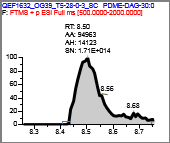 QEF1632_OG39_T5-28-0-3_SC PDME-DAG-30:0
F: FTMS + p ESI Full ms [500.0000-2000.0000]
RT: 8.50
AA: 94963
AH: 14123
SN: 1.71E+014
100
80
60
40
20
0
8.56
8.68
8.3 8.4 8.5 8.6 8.7